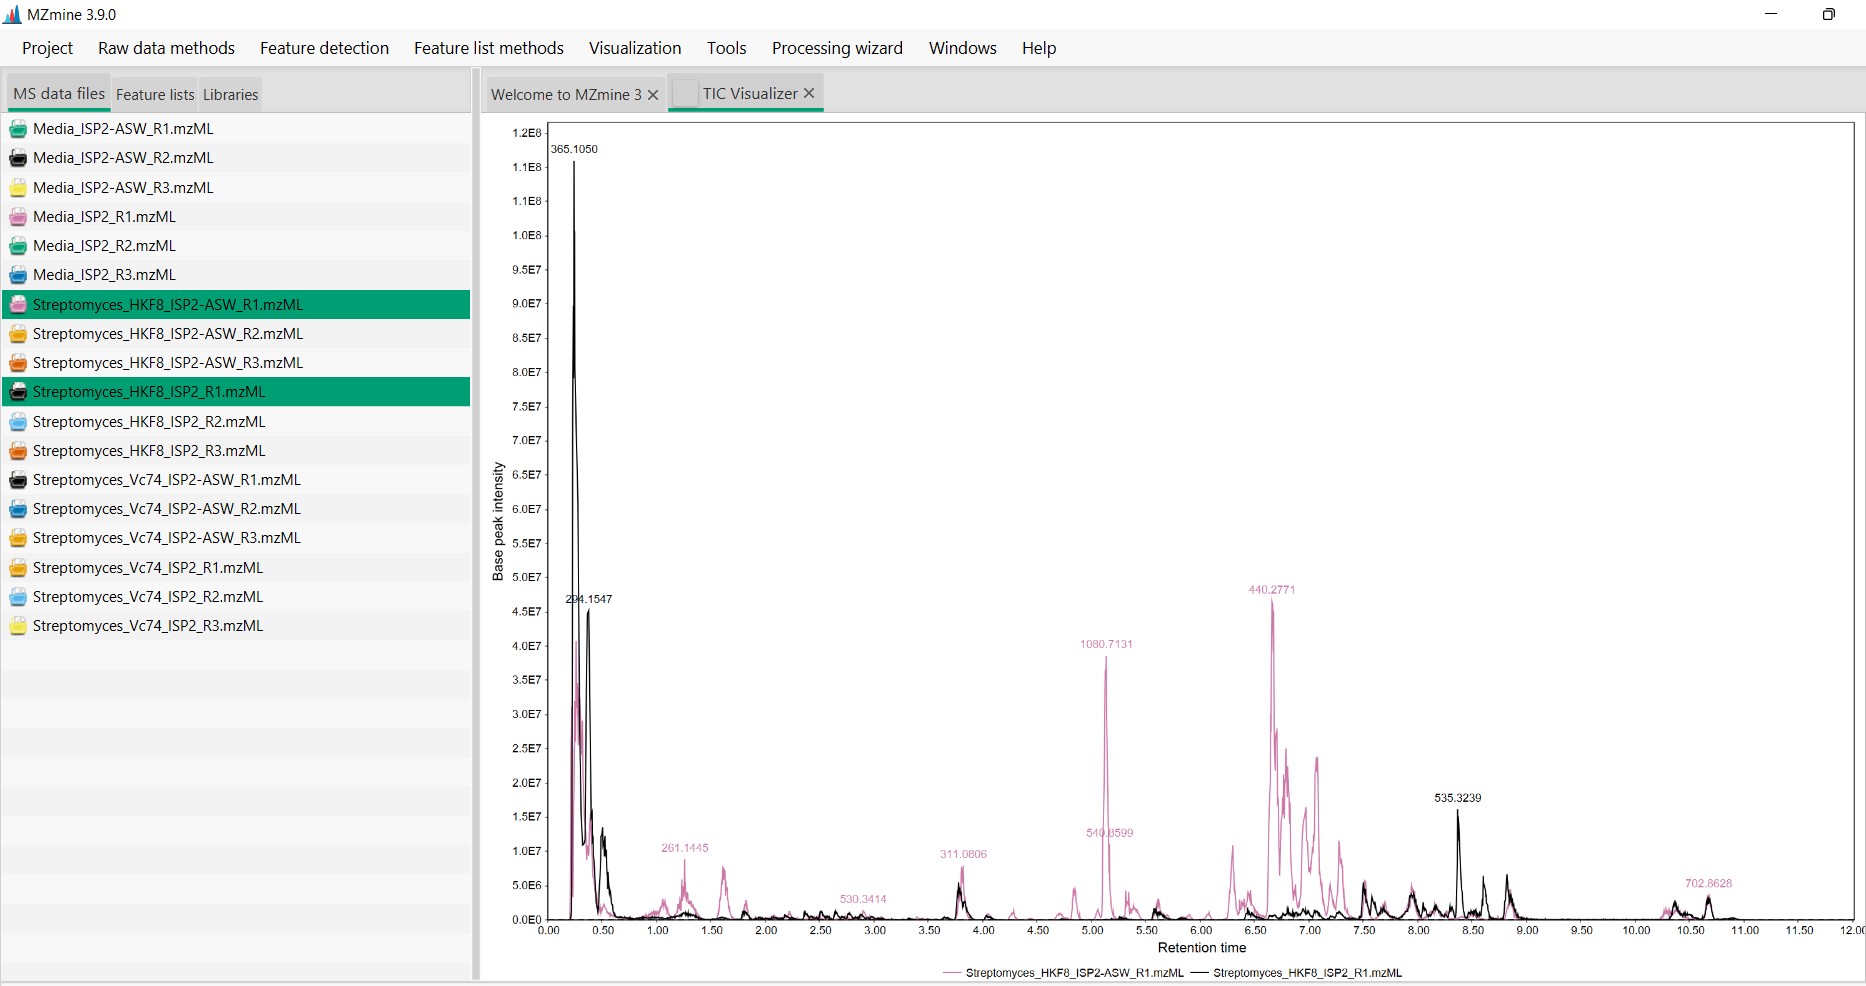 MZmine 3.9.0
Project Raw data methods Feature detection Feature list methods Visualization Tools Processing wizard Windows Help
MS data files Feature lists Libraries
Welcome to MZmine 3 TIC Visualizer
Media_ISP2-ASW_R1.mzML
Media_ISP2-ASW_R2.mzML
Media_ISP2-ASW_R3.mzML
Media_ISP2_R1.mzML
Media_ISP2_R2.mzML
Media_ISP2_R3.mzML
Streptomyces_HKF8_ISP2-ASW_R1.mzML
Streptomyces_HKF8_ISP2-ASW_R2.mzML
Streptomyces_HKF8_ISP2-ASW_R3.mzML
Streptomyces_HKF8_ISP2_R1.mzML
Streptomyces_HKF8_ISP2_R2.mzML
Streptomyces_HKF8_ISP2_R3.mzML
Streptomyces_Vc74_ISP2-ASW_R1.mzML
Streptomyces_Vc74_ISP2-ASW_R2.mzML
Streptomyces_Vc74_ISP2-ASW_R3.mzML
Streptomyces_Vc74_ISP2_R1.mzML
Streptomyces_Vc74_ISP2_R2.mzML
Streptomyces_Vc74_ISP2_R3.mzML
Base peak intensity
1.2E8
1.1E8
1.1E8
1.0E8
9.5E7
9.0E7
8.5E7
8.0E7
7.5E7
7.0E7
6.5E7
6.0E7
5.5E7
5.0E7
4.5E7
4.0E7
3.5E7
3.0E7
2.5E7
2.0E7
1.5E7
1.0E7
5.0E6
0.0E0
365.1050
294.1547
440.2771
1080.7131
535.3239
540.8599
261.1445
311.0806
530.3414
702.8628
0.00 0.50 1.00 1.50 2.00 2.50 3.00 3.50 4.00 4.50 5.00 5.50 6.00 6.50 7.00 7.50 8.00 8.50 9.00 9.50 10.00 10.50 11.00 11.50 12.00
Retention time
Streptomyces_HKF8_ISP2-ASW_R1.mzML Streptomyces_HKF8_ISP2_R1.mzML